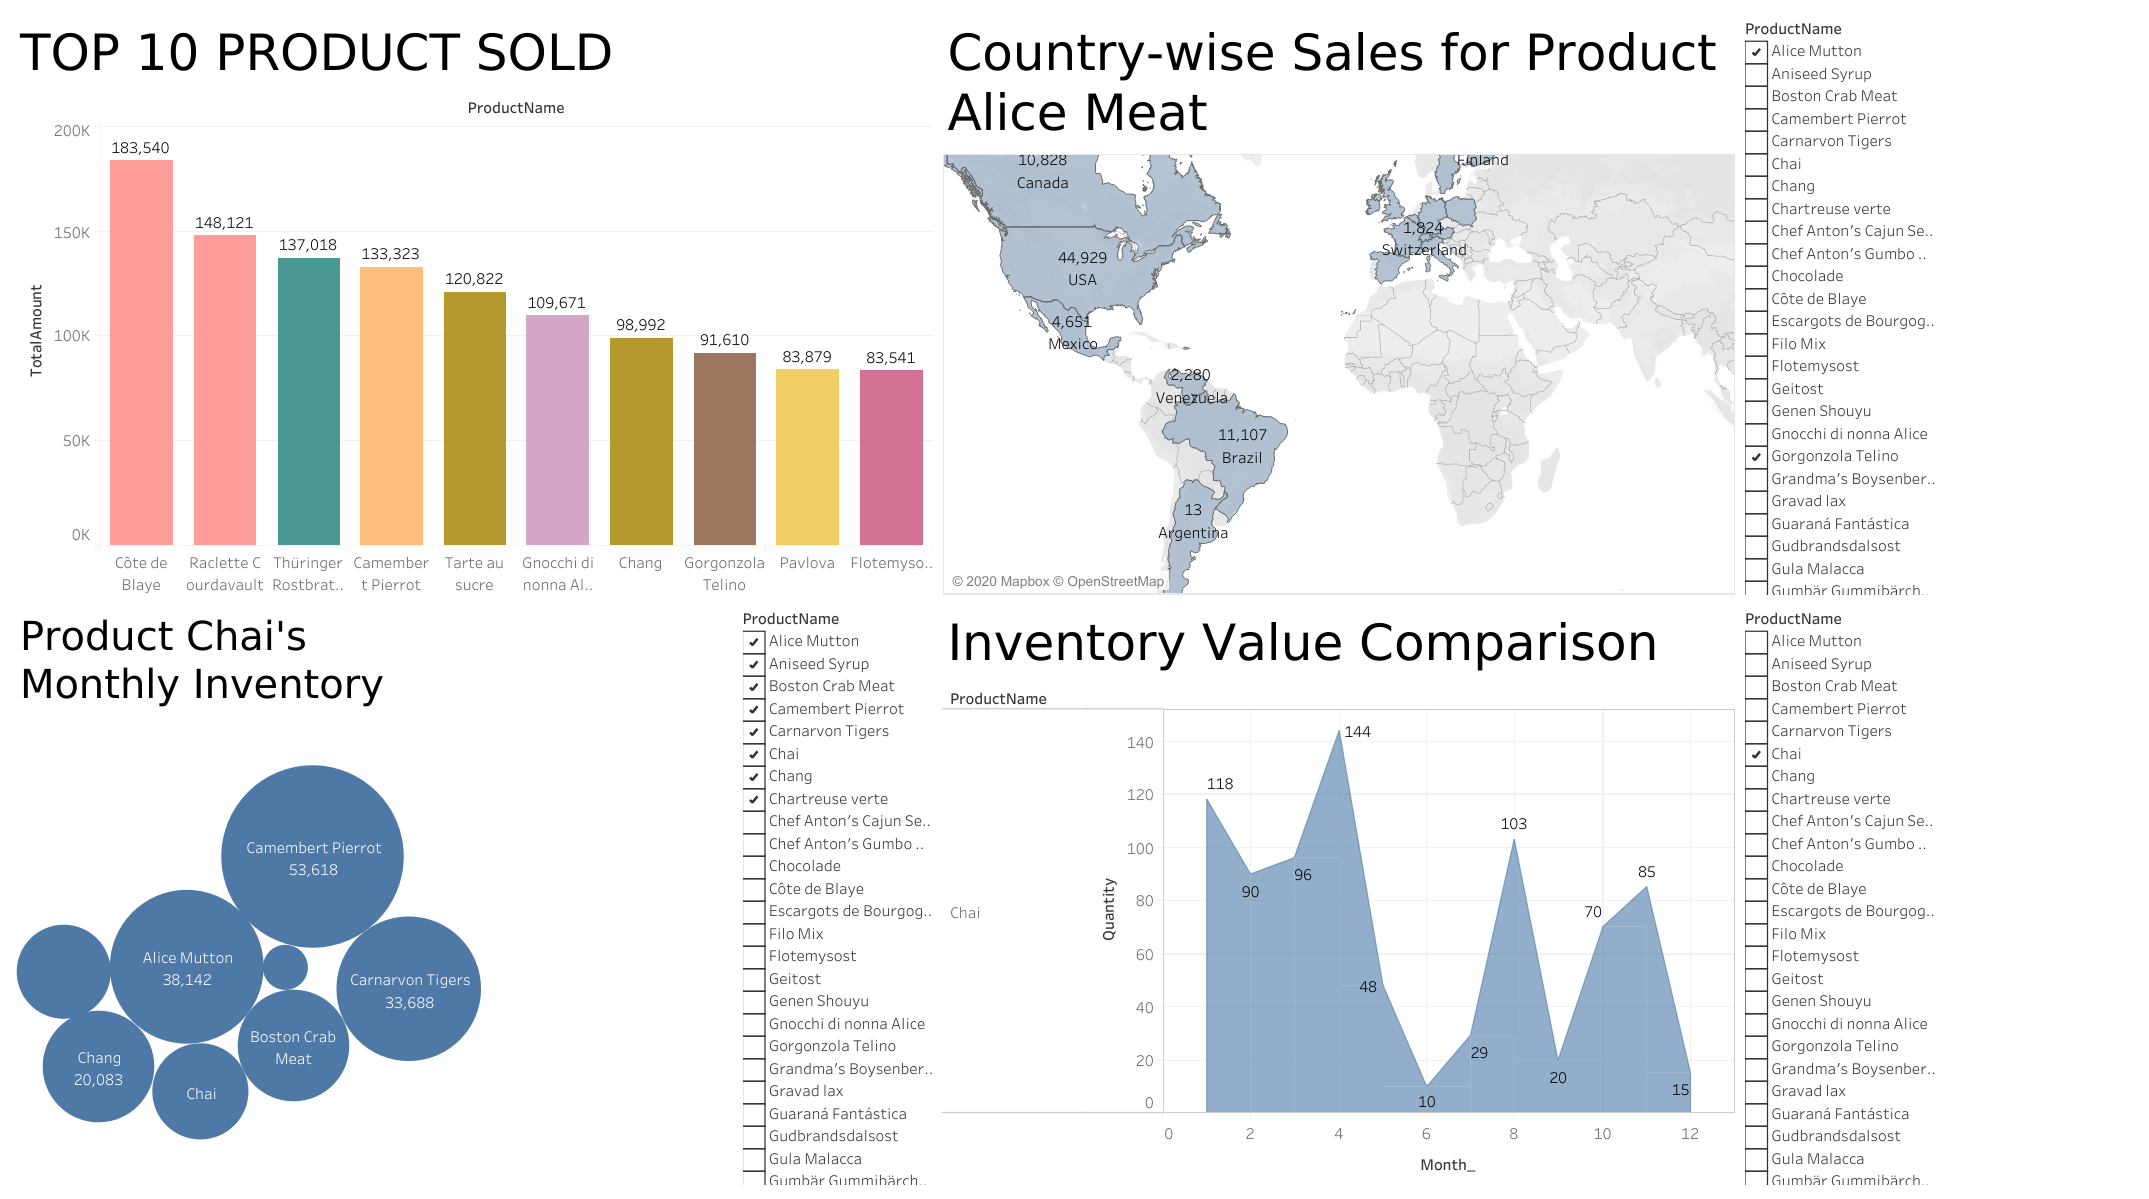 TOP 10 PRODUCT SOLD
ProductName
200K
150K
100K
50K
0K
TotalAmount
183,540
148,121
137,018
133,323
120,822
109,671
98,992
91,610
83,879
83,541
Côte de
Blaye
Raclette C
ourdavault
Thüringer
Rostbrat..
Camember
t Pierrot
Tarte au
sucre
Gnocchi di
nonna Al..
Chang
Gorgonzola
Telino
Pavlova
Flotemyso..
Country-wise Sales for Product
Alice Meat
10,828
Canada
Finland
1,824
Switzerland
44,929
USA
4,651
Mexico
2,280
Venezuela
11,107
Brazil
13
Argentina
© 2020 Mapbox © OpenStreetMap
ProductName
Alice Mutton
Aniseed Syrup
Boston Crab Meat
Camembert Pierrot
Carnarvon Tigers
Chai
Chang
Chartreuse verte
Chef Anton's Cajun Se..
Chef Anton's Gumbo ..
Chocolade
Côte de Blaye
Escargots de Bourgog..
Filo Mix
Flotemysost
Geitost
Genen Shouyu
Gnocchi di nonna Alice
Gorgonzola Telino
Grandma's Boysenber..
Gravad lax
Guaraná Fantástica
Gudbrandsdalsost
Gula Malacca
Gumbär Gummibärch..
Product Chai's
Monthly Inventory
Camembert Pierrot
53,618
Alice Mutton
38,142
Carnarvon Tigers
33,688
Boston Crab
Meat
Chang
20,083
Chai
ProductName
Alice Mutton
Aniseed Syrup
Boston Crab Meat
Camembert Pierrot
Carnarvon Tigers
Chai
Chang
Chartreuse verte
Chef Anton's Cajun Se..
Chef Anton's Gumbo ..
Chocolade
Côte de Blaye
Escargots de Bourgog..
Filo Mix
Flotemysost
Geitost
Genen Shouyu
Gnocchi di nonna Alice
Gorgonzola Telino
Grandma's Boysenber..
Gravad lax
Guaraná Fantástica
Gudbrandsdalsost
Gula Malacca
Gumbär Gummibärch..
Inventory Value Comparison
ProductName
Chai
Quantity
140
120
100
80
60
40
20
0
118
90
96
144
48
10
29
103
20
70
85
15
0
2
4
6
8
10
12
Month_
ProductName
Alice Mutton
Aniseed Syrup
Boston Crab Meat
Camembert Pierrot
Carnarvon Tigers
Chai
Chang
Chartreuse verte
Chef Anton's Cajun Se..
Chef Anton's Gumbo ..
Chocolade
Côte de Blaye
Escargots de Bourgog..
Filo Mix
Flotemysost
Geitost
Genen Shouyu
Gnocchi di nonna Alice
Gorgonzola Telino
Grandma's Boysenber..
Gravad lax
Guaraná Fantástica
Gudbrandsdalsost
Gula Malacca
Gumbär Gummibärch..